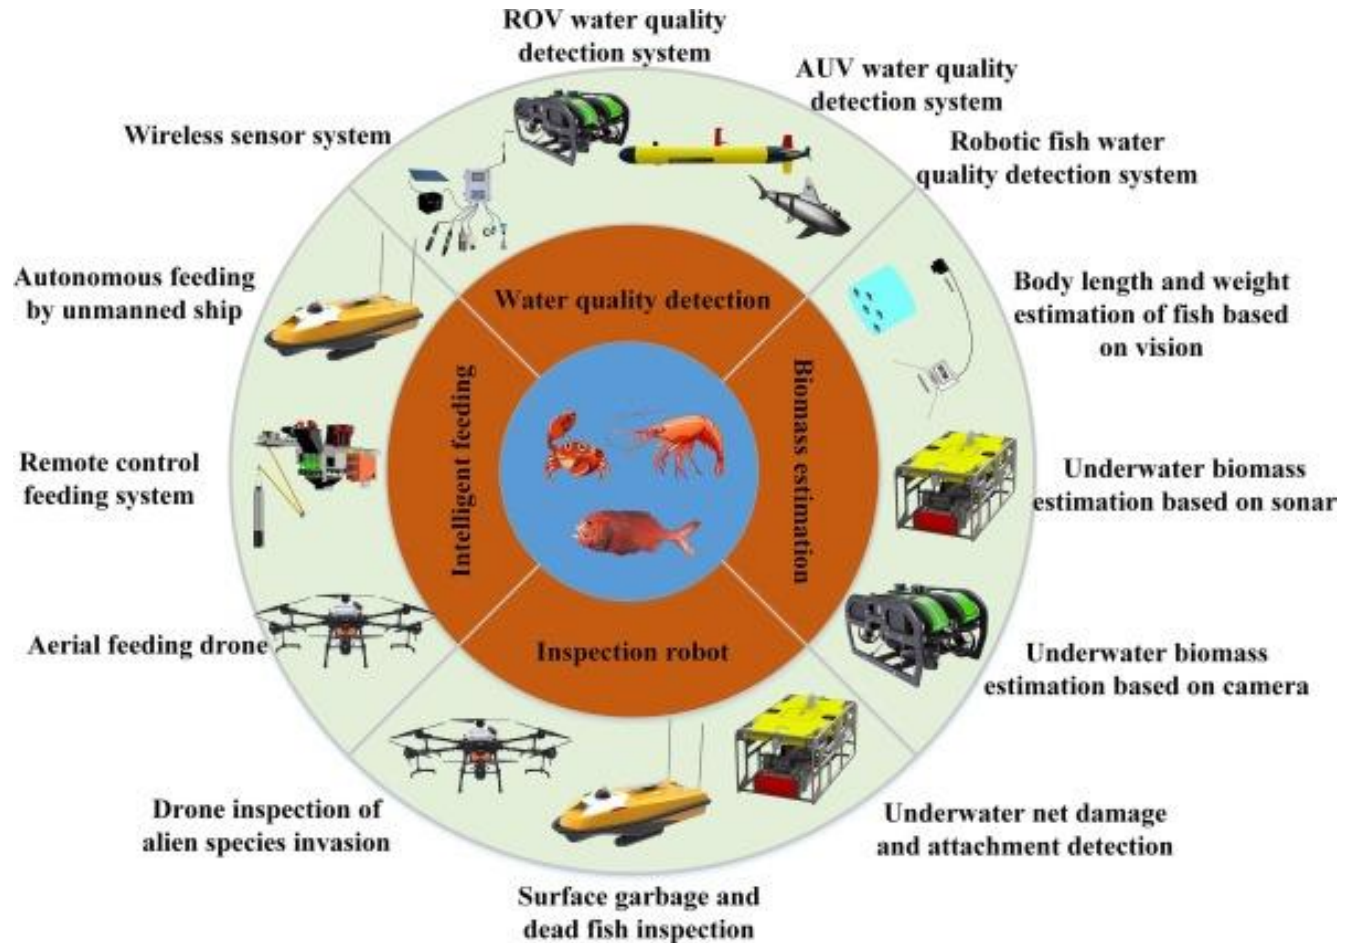 ROV water quality
detection system
AUV water quality
detection system
Wireless sensor system
Robotic fish water
quality detection system
Autonomous feeding
by unmanned ship
Water quality detection
Body length and weight
estimation of fish based
on vision
Intelligent feeding
Biomass estimation
Remote control
feeding system
Underwater biomass
estimation based on sonar
Aerial feeding drone
Inspection robot
Underwater biomass
estimation based on camera
Drone inspection of
alien species invasion
Underwater net damage
and attachment detection
Surface garbage and
dead fish inspection